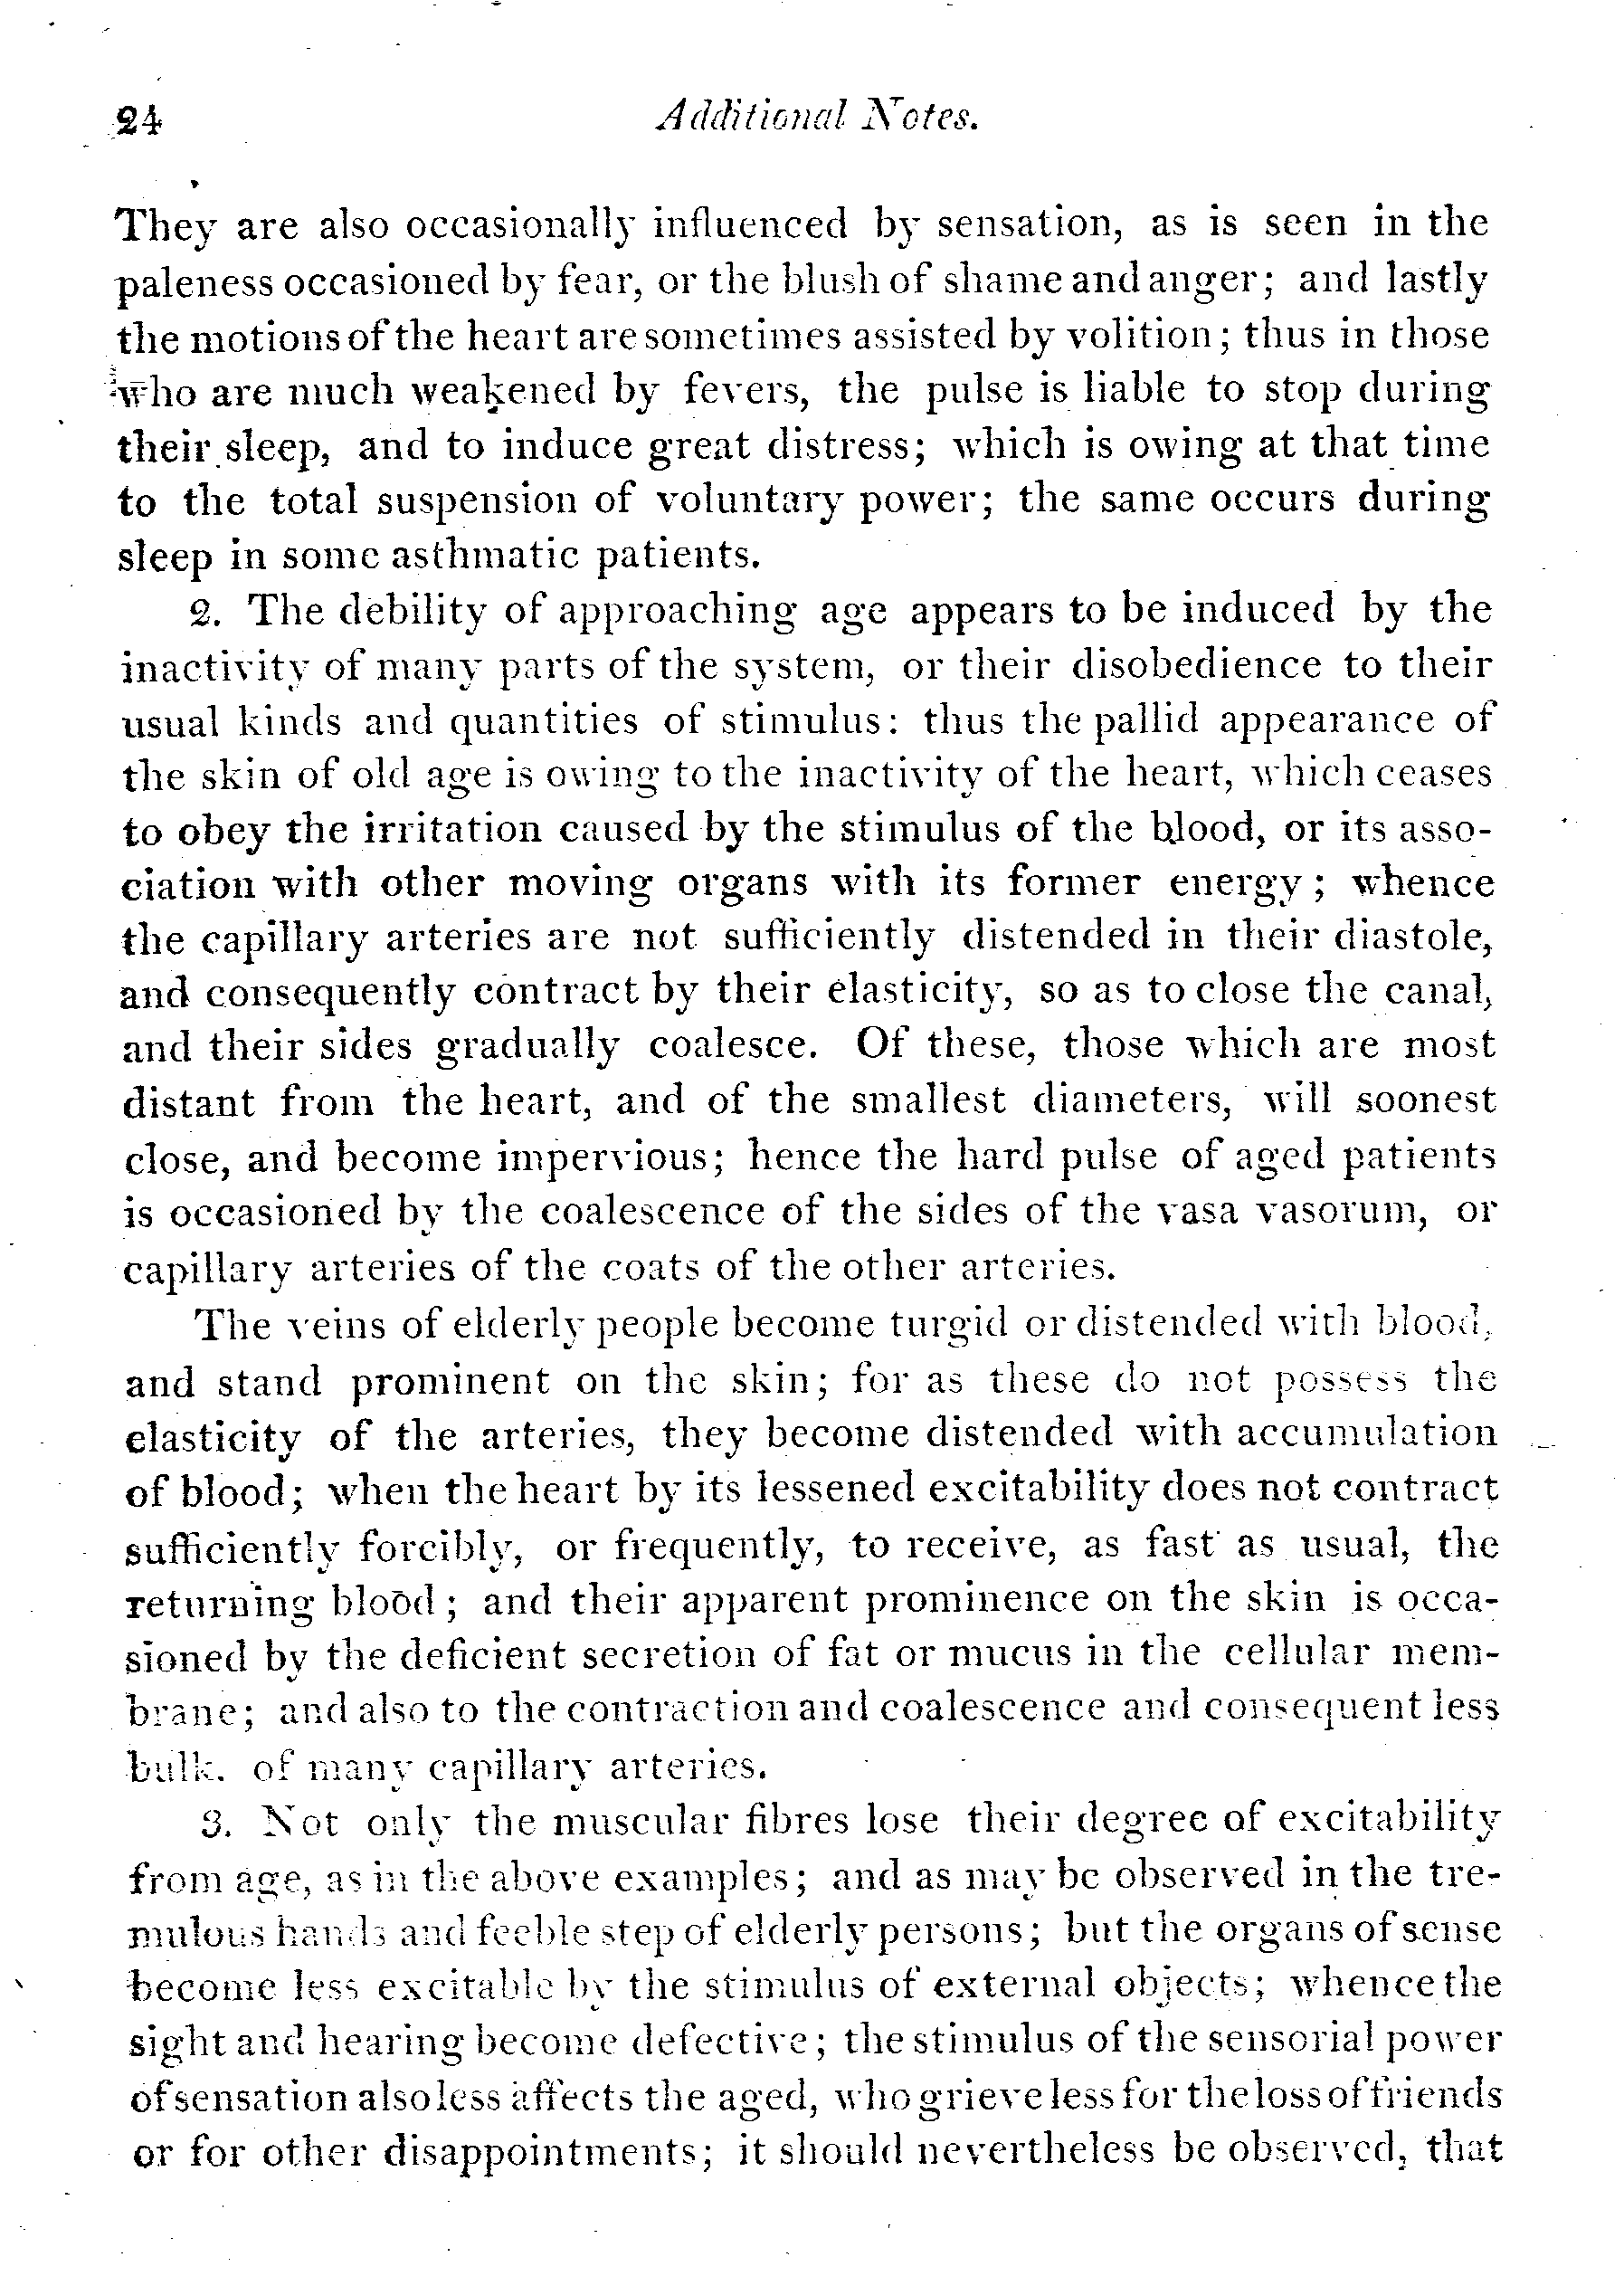 24 Additional Notes.
They are also occasionally influenced by sensation, as is seen in the
paleness occasioned by fear, or the blush of shame and anger; and lastly
the motions of the heart are sometimes assisted by volition; thus in those
who are much weakened by fevers, the pulse is liable to stop during
their sleep, and to induce great distress; which is owing at that time
to the total suspension of voluntary power; the same occurs during
sleep in some asthmatic patients.
2. The debility of approaching age appears to be induced by the
inactivity of many parts of the system, or their disobedience to their
usual kinds and quantities of stimulus: thus the pallid appearance of
the skin of old age is owing to the inactivity of the heart, which ceases
to obey the irritation caused by the stimulus of the blood, or its asso-
ciation with other moving organs with its former energy; whence
the capillary arteries are not sufficiently distended in their diastole,
and consequently contract by their elasticity, so as to close the canal,
and their sides gradually coalesce. Of these, those which are most
distant from the heart, and of the smallest diameters, will soonest
close, and become impervious; hence the hard pulse of aged patients
is occasioned by the coalescence of the sides of the vasa vasorum, or
capillary arteries of the coats of the other arteries.
The veins of elderly people become turgid or distended with blood,
and stand prominent on the skin; for as these do not possess the
elasticity of the arteries, they become distended with accumulation
of blood; when the heart by its lessened excitability does not contract
sufficiently forcibly, or frequently, to receive, as fast as usual, the
returning blood; and their apparent prominence on the skin is occa-
sioned by the deficient secretion of fat or mucus in the cellular mem-
brane; and also to the contraction and coalescence and consequent less
bulk. of many capillary arteries.
3. Not only the muscular fibres lose their degree of excitability
from age, as in the above examples; and as may be observed in the tre-
mulous hands and feeble step of elderly persons; but the organs of sense
become less excitable by the stimulus of external objects; whence the
sight and hearing become defective; the stimulus of the sensorial power
of sensation also less affects the aged, who grieve less for the loss of friends
or for other disappointments; it should nevertheless be observed, that